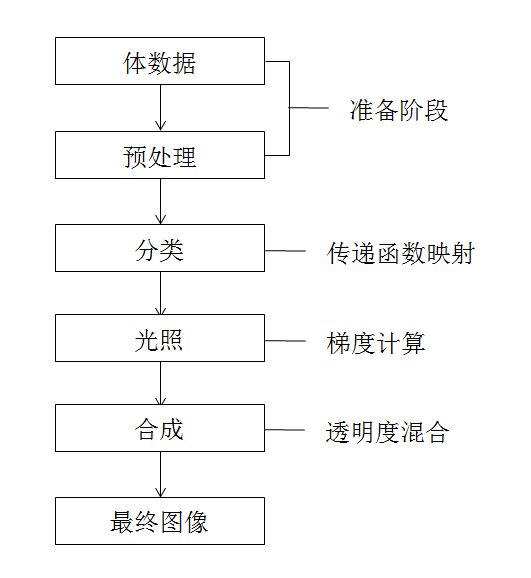 体数据
准备阶段
预处理
分类
传递函数映射
光照
梯度计算
合成
透明度混合
最终图像